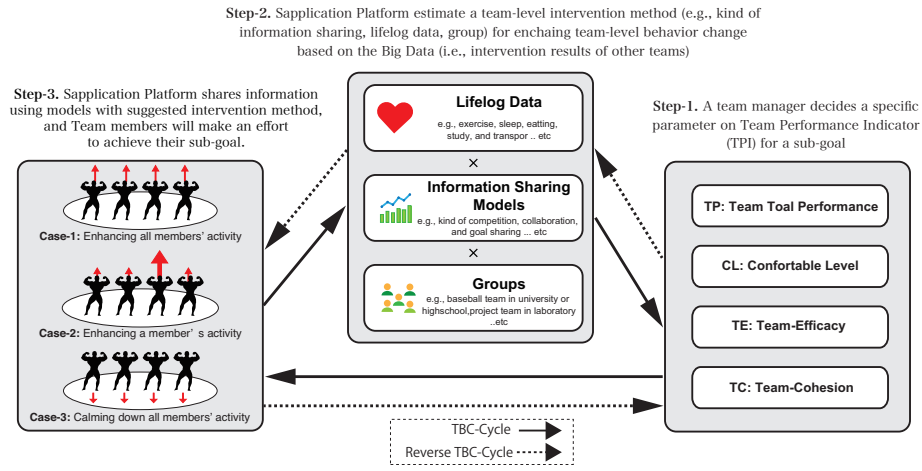 Step-2. Sapplication Platform estimate a team-level intervention method (e.g., kind of
information sharing, lifelog data, group) for enchaing team-level behavior change
based on the Big Data (i.e., intervention results of other teams)
Step-3. Sapplication Platform shares information
using models with suggested intervention method,
and Team members will make an effort
to achieve their sub-goal.
Case-1: Enhancing all members' activity
Case-2: Enhancing a member' s activity
Case-3: Calming down all members' activity
Lifelog Data
e.g., exercise, sleep, eatting,
study, and transpor .. etc
×
Information Sharing
Models
e.g., kind of competition, collaboration,
and goal sharing ... etc
×
Groups
e.g., baseball team in university or
highschool,project team in laboratory
..etc
Step-1. A team manager decides a specific
parameter on Team Performance Indicator
(TPI) for a sub-goal
TP: Team Toal Performance
CL: Confortable Level
TE: Team-Efficacy
TC: Team-Cohesion
TBC-Cycle
Reverse TBC-Cycle